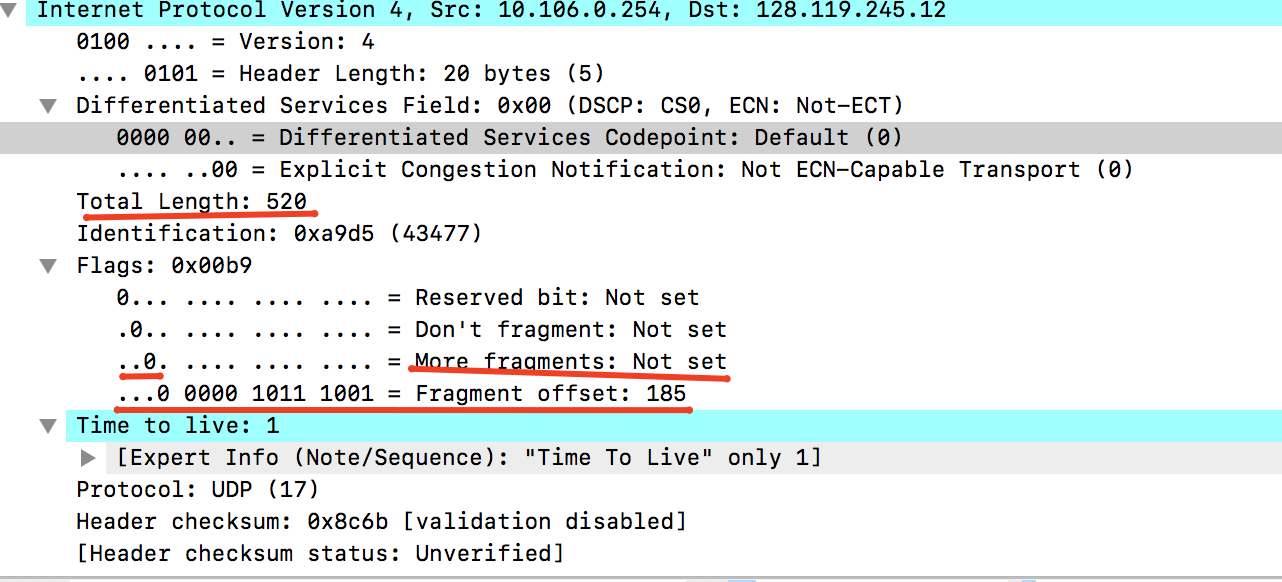 Internet Protocol Version 4, Src: 10.106.0.254, Dst: 128.119.245.12
0100 .... = Version: 4
.... 0101 = Header Length: 20 bytes (5)
Differentiated Services Field: 0x00 (DSCP: CS0, ECN: Not-ECT)
0000 00.. = Differentiated Services Codepoint: Default (0)
.... ..00 = Explicit Congestion Notification: Not ECN-Capable Transport (0)
Total Length: 520
Identification: 0xa9d5 (43477)
Flags: 0x00b9
0... .... .... .... = Reserved bit: Not set
.0.. .... .... .... = Don't fragment: Not set
..0. .... .... .... = More fragments: Not set
...0 0000 1011 1001 = Fragment offset: 185
Time to live: 1
[Expert Info (Note/Sequence): "Time To Live" only 1]
Protocol: UDP (17)
Header checksum: 0x8c6b [validation disabled]
[Header checksum status: Unverified]